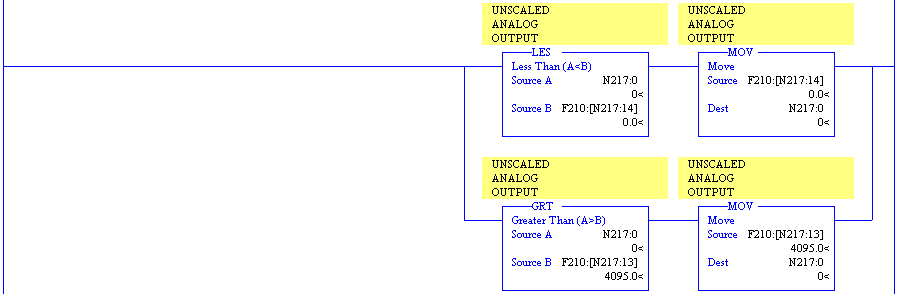 UNSCALED
ANALOG
OUTPUT
UNSCALED
ANALOG
OUTPUT
LES
Less Than (A<B)
Source A N217:0
0<
Source B F210:[N217:14]
0.0<
MOV
Move
Source F210:[N217:14]
0.0<
Dest N217:0
0<
UNSCALED
ANALOG
OUTPUT
UNSCALED
ANALOG
OUTPUT
GRT
Greater Than (A>B)
Source A N217:0
0<
Source B F210:[N217:13]
4095.0<
MOV
Move
Source F210:[N217:13]
4095.0<
Dest N217:0
0<